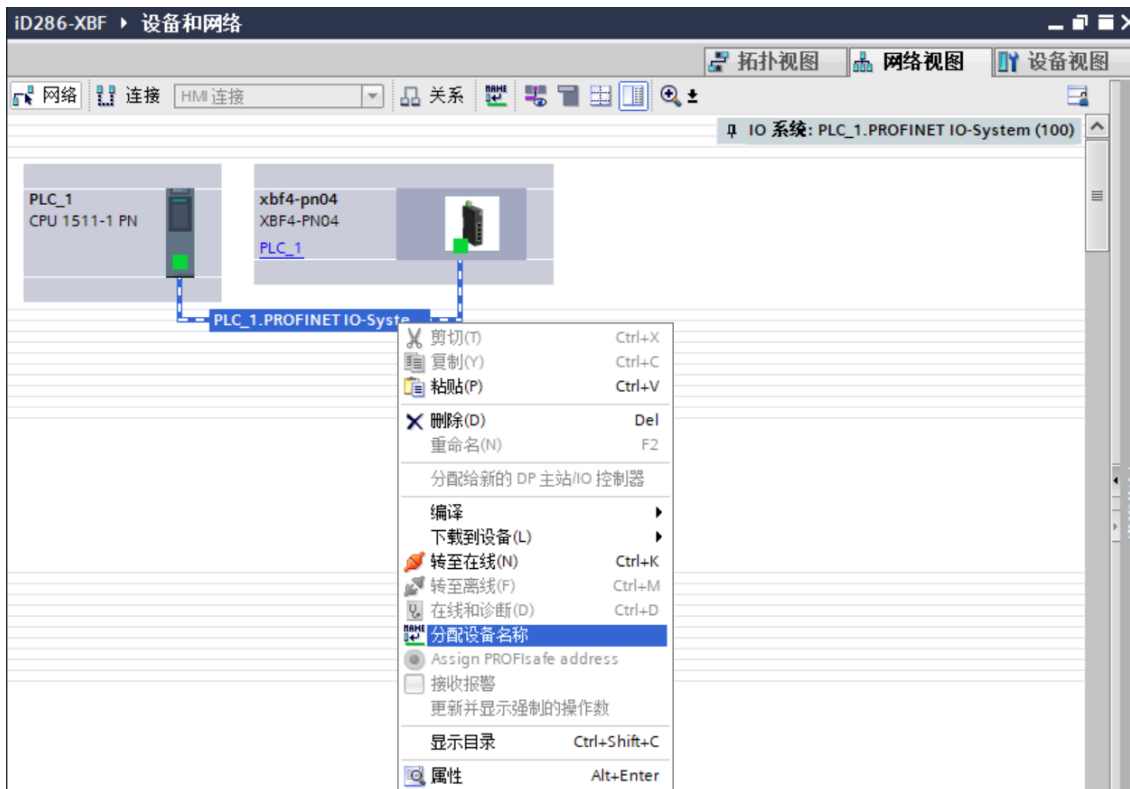 iD286-XBF ▸ 设备和网络
拓扑视图 网络视图 设备视图
网络 连接 HMI 连接 关系
IO 系统: PLC_1.PROFINET IO-System (100)
PLC_1
CPU 1511-1 PN
xbf4-pn04
XBF4-PN04
PLC_1
PLC_1.PROFINET IO-Syste...
剪切(T) Ctrl+X
复制(Y) Ctrl+C
粘贴(P) Ctrl+V
删除(D) Del
重命名(N) F2
分配给新的 DP 主站/IO 控制器
编译
下载到设备(L)
转至在线(N) Ctrl+K
转至离线(F) Ctrl+M
在线和诊断(D) Ctrl+D
分配设备名称
Assign PROFIsafe address
接收报警
更新并显示强制的操作数
显示目录 Ctrl+Shift+C
属性 Alt+Enter